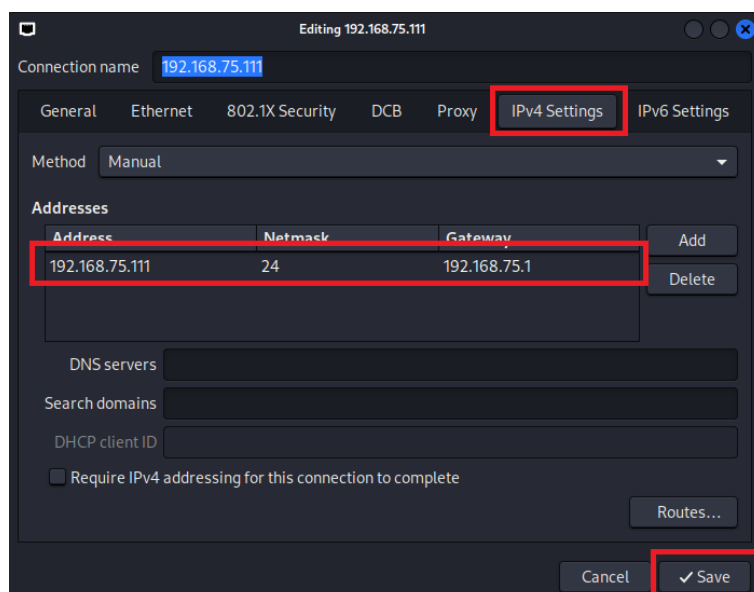 Editing 192.168.75.111
Connection name 192.168.75.111
General Ethernet 802.1X Security DCB Proxy IPv4 Settings IPv6 Settings
Method Manual
Addresses
Address Netmask Gateway Add
192.168.75.111 24 192.168.75.1 Delete
DNS servers
Search domains
DHCP client ID
Require IPv4 addressing for this connection to complete
Routes...
Cancel Save